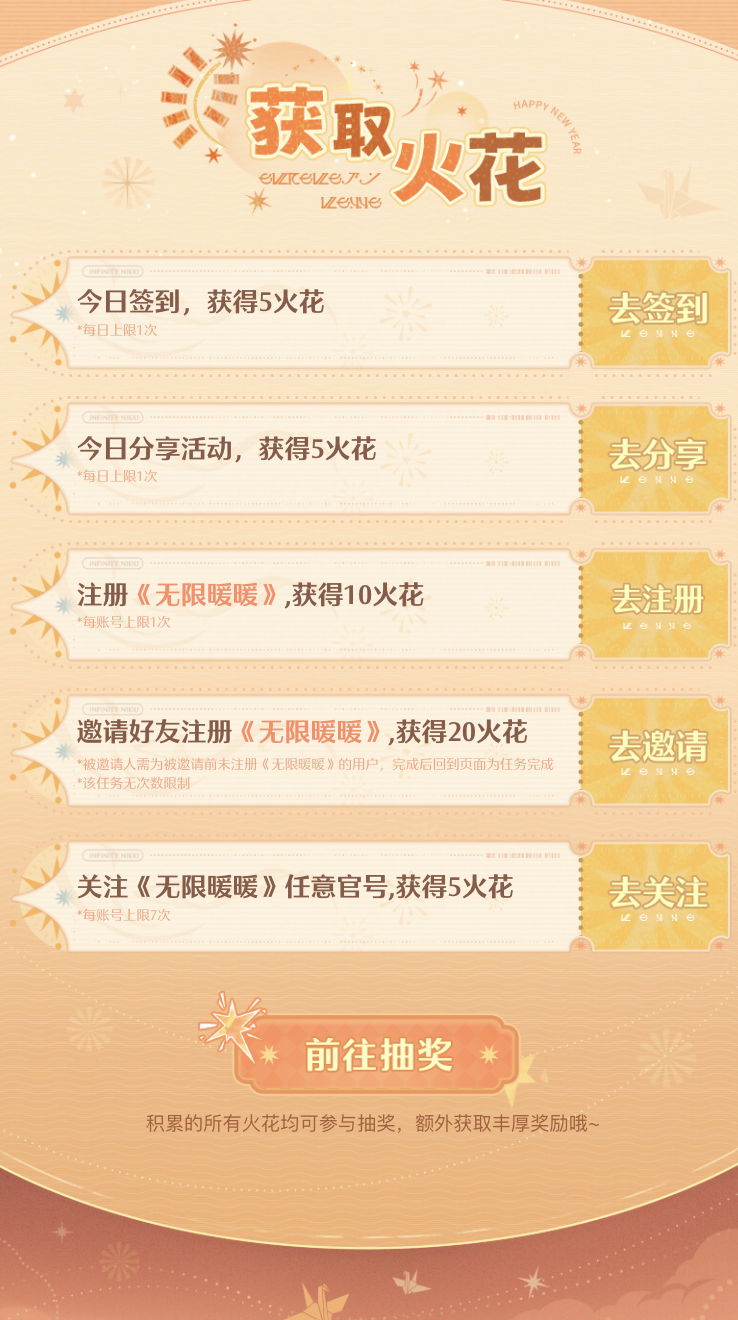 获取火花
HAPPY NEW YEAR
INFINITY NIKKI
今日签到，获得5火花
*每日上限1次
去签到
INFINITY NIKKI
今日分享活动，获得5火花
*每日上限1次
去分享
INFINITY NIKKI
注册《无限暖暖》,获得10火花
*每账号上限1次
去注册
INFINITY NIKKI
邀请好友注册《无限暖暖》,获得20火花
*被邀请人需为被邀请前未注册《无限暖暖》的用户，完成后回到页面为任务完成
*该任务无次数限制
去邀请
INFINITY NIKKI
关注《无限暖暖》任意官号,获得5火花
*每账号上限7次
去关注
前往抽奖
积累的所有火花均可参与抽奖，额外获取丰厚奖励哦~